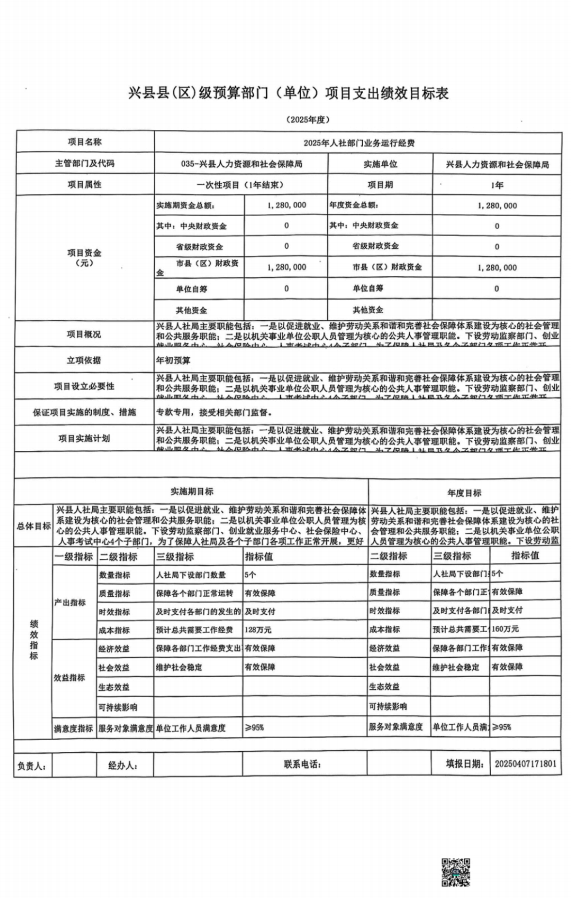 兴县县(区)级预算部门（单位）项目支出绩效目标表
（2025年度）
项目名称 2025年人社部门业务运行经费
主管部门及代码 035-兴县人力资源和社会保障局 实施单位 兴县人力资源和社会保障局
项目属性 一次性项目（1年结束） 项目期 1年
项目资金
（元）
实施期资金总额： 1,280,000 年度资金总额： 1,280,000
其中：中央财政资金 0 其中：中央财政资金 0
省级财政资金 0 省级财政资金 0
市县（区）财政资
金 1,280,000 市县（区）财政资金 1,280,000
单位自筹 0 单位自筹 0
其他资金 其他资金
项目概况
兴县人社局主要职能包括：一是以促进就业、维护劳动关系和谐和完善社会保障体系建设为核心的社会管理
和公共服务职能；二是以机关事业单位公职人员管理为核心的公共人事管理职能。下设劳动监察部门、创业
立项依据 年初预算
项目设立必要性
兴县人社局主要职能包括：一是以促进就业、维护劳动关系和谐和完善社会保障体系建设为核心的社会管理
和公共服务职能；二是以机关事业单位公职人员管理为核心的公共人事管理职能。下设劳动监察部门、创业
保证项目实施的制度、措施 专款专用，接受相关部门监督。
项目实施计划
兴县人社局主要职能包括：一是以促进就业、维护劳动关系和谐和完善社会保障体系建设为核心的社会管理
和公共服务职能；二是以机关事业单位公职人员管理为核心的公共人事管理职能。下设劳动监察部门、创业
实施期目标 年度目标
总体目标
兴县人社局主要职能包括：一是以促进就业、维护劳动关系和谐和完善社会保障体
系建设为核心的社会管理和公共服务职能；二是以机关事业单位公职人员管理为核
心的公共人事管理职能。下设劳动监察部门、创业就业服务中心、社会保险中心、
人事考试中心4个子部门，为了保障人社局及各个子部门各项工作正常开展，更好
兴县人社局主要职能包括：一是以促进就业、维护
劳动关系和谐和完善社会保障体系建设为核心的社
会管理和公共服务职能；二是以机关事业单位公职
人员管理为核心的公共人事管理职能。下设劳动监
绩效指标
一级指标 二级指标 三级指标 指标值 二级指标 三级指标 指标值
产出指标
数量指标 人社局下设部门数量 5个 数量指标 人社局下设部门 5个
质量指标 保障各个部门正常运转 有效保障 质量指标 保障各个部门正 有效保障
时效指标 及时支付各部门的发生的 及时支付 时效指标 及时支付各部门 及时支付
成本指标 预计总共需要工作经费 128万元 成本指标 预计总共需要工 160万元
效益指标
经济效益 保障各部门工作经费支出 有效保障 经济效益 保障各部门工作 有效保障
社会效益 维护社会稳定 有效保障 社会效益 维护社会稳定 有效保障
生态效益 生态效益
可持续影响 可持续影响
满意度指标 服务对象满意度 单位工作人员满意度 ≥95% 服务对象满意度 单位工作人员满 ≥95%
负责人： 经办人： 联系电话： 填报日期： 20250407171801